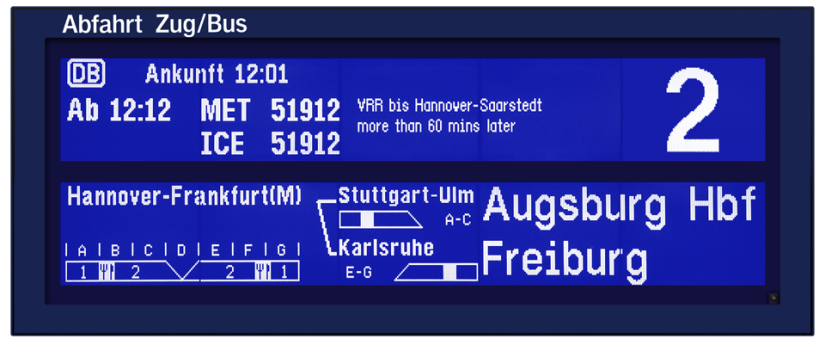 Abfahrt Zug/Bus
DB Ankunft 12:01
Ab 12:12 MET 51912 VRR bis Hannover-Saarstedt
ICE 51912 more than 60 mins later
2
Hannover-Frankfurt(M) Stuttgart-Ulm Augsburg Hbf
A-C
Karlsruhe Freiburg
E-G
A B C D E F G
1 2 2 1